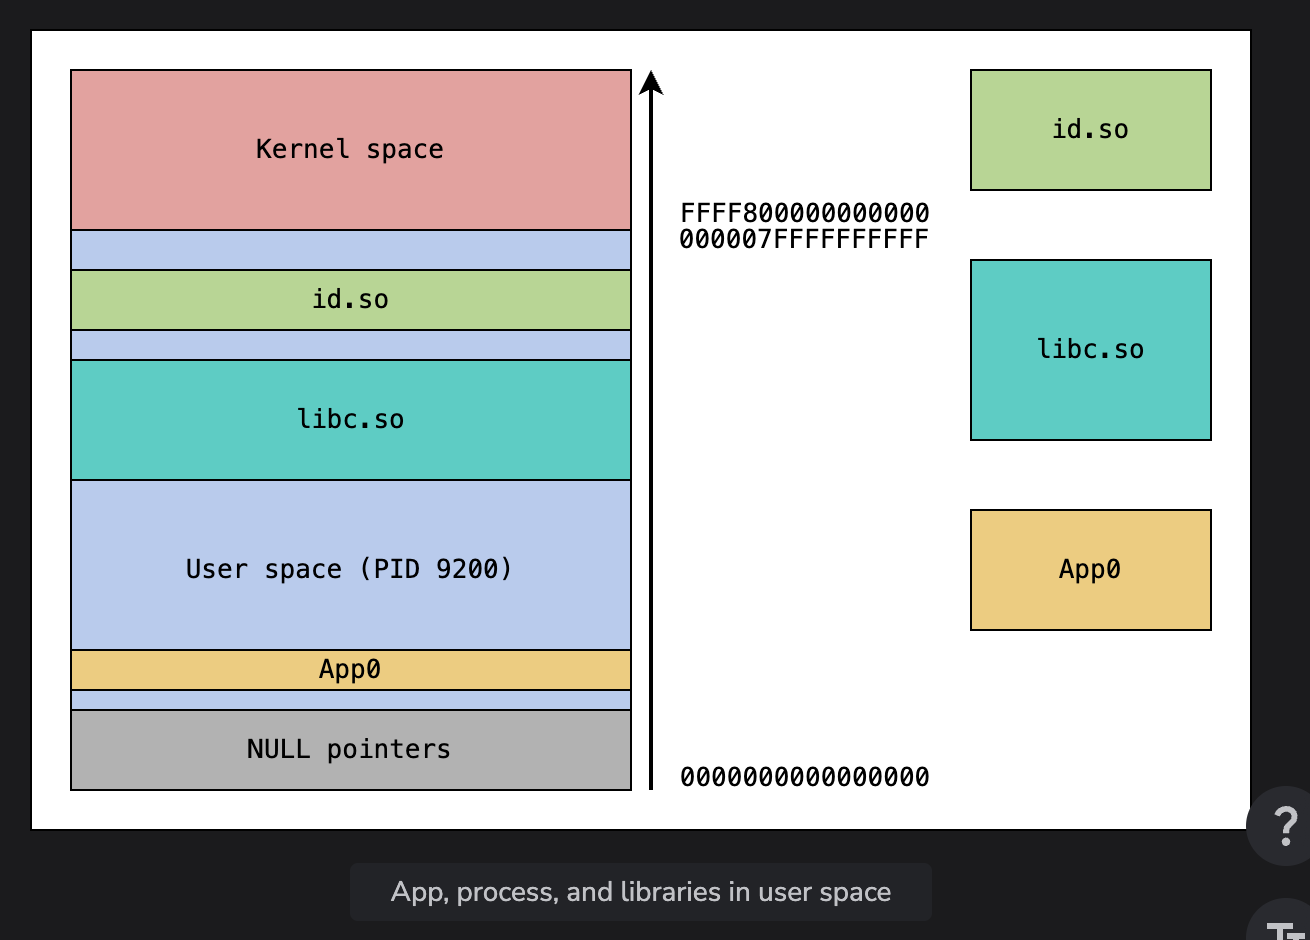 Kernel space
id.so
libc.so
User space (PID 9200)
App0
NULL pointers
FFFF800000000000
000007FFFFFFFFFF
0000000000000000
id.so
libc.so
App0
?
App, process, and libraries in user space
TT